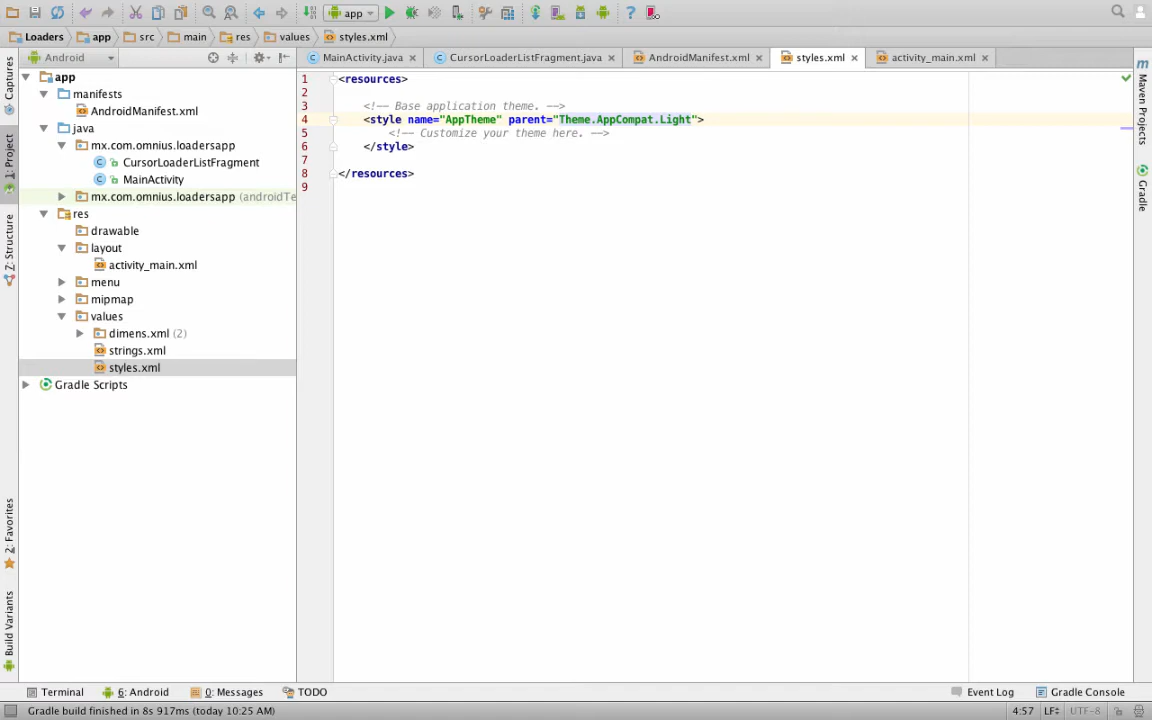 app
Loaders app src main res values styles.xml
Android
MainActivity.java CursorLoaderListFragment.java AndroidManifest.xml styles.xml activity_main.xml
Captures
1: Project
Z: Structure
2: Favorites
Build Variants
app
manifests
AndroidManifest.xml
java
mx.com.omnius.loadersapp
CursorLoaderListFragment
MainActivity
mx.com.omnius.loadersapp (androidTe
res
drawable
layout
activity_main.xml
menu
mipmap
values
dimens.xml (2)
strings.xml
styles.xml
Gradle Scripts
1 <resources>
2
3 <!-- Base application theme. -->
4 <style name="AppTheme" parent="Theme.AppCompat.Light">
5 <!-- Customize your theme here. -->
6 </style>
7
8 </resources>
9
Maven Projects
Gradle
Terminal 6: Android 0: Messages TODO Event Log Gradle Console
Gradle build finished in 8s 917ms (today 10:25 AM) 4:57 LF÷ UTF-8÷